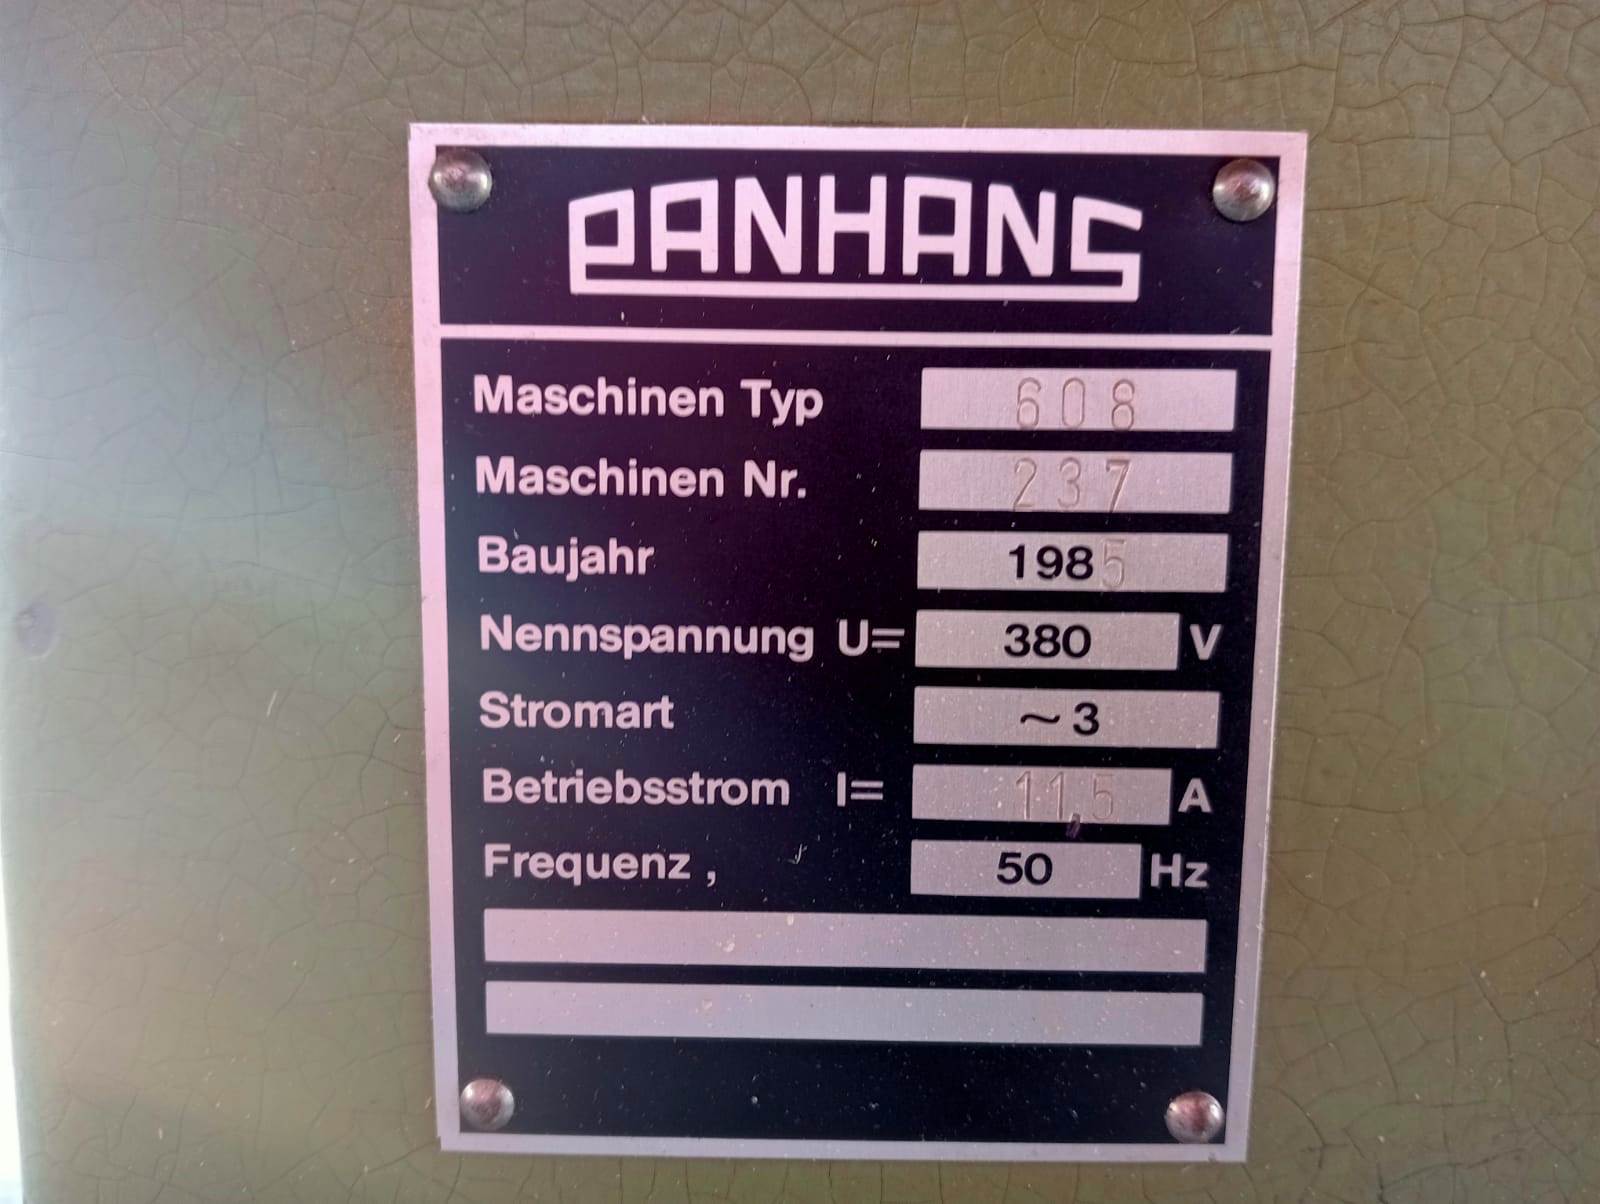 PANHANS
Maschinen Typ 608
Maschinen Nr. 237
Baujahr 1985
Nennspannung U= 380 V
Stromart ~3
Betriebsstrom I= 11,5 A
Frequenz, 50 Hz